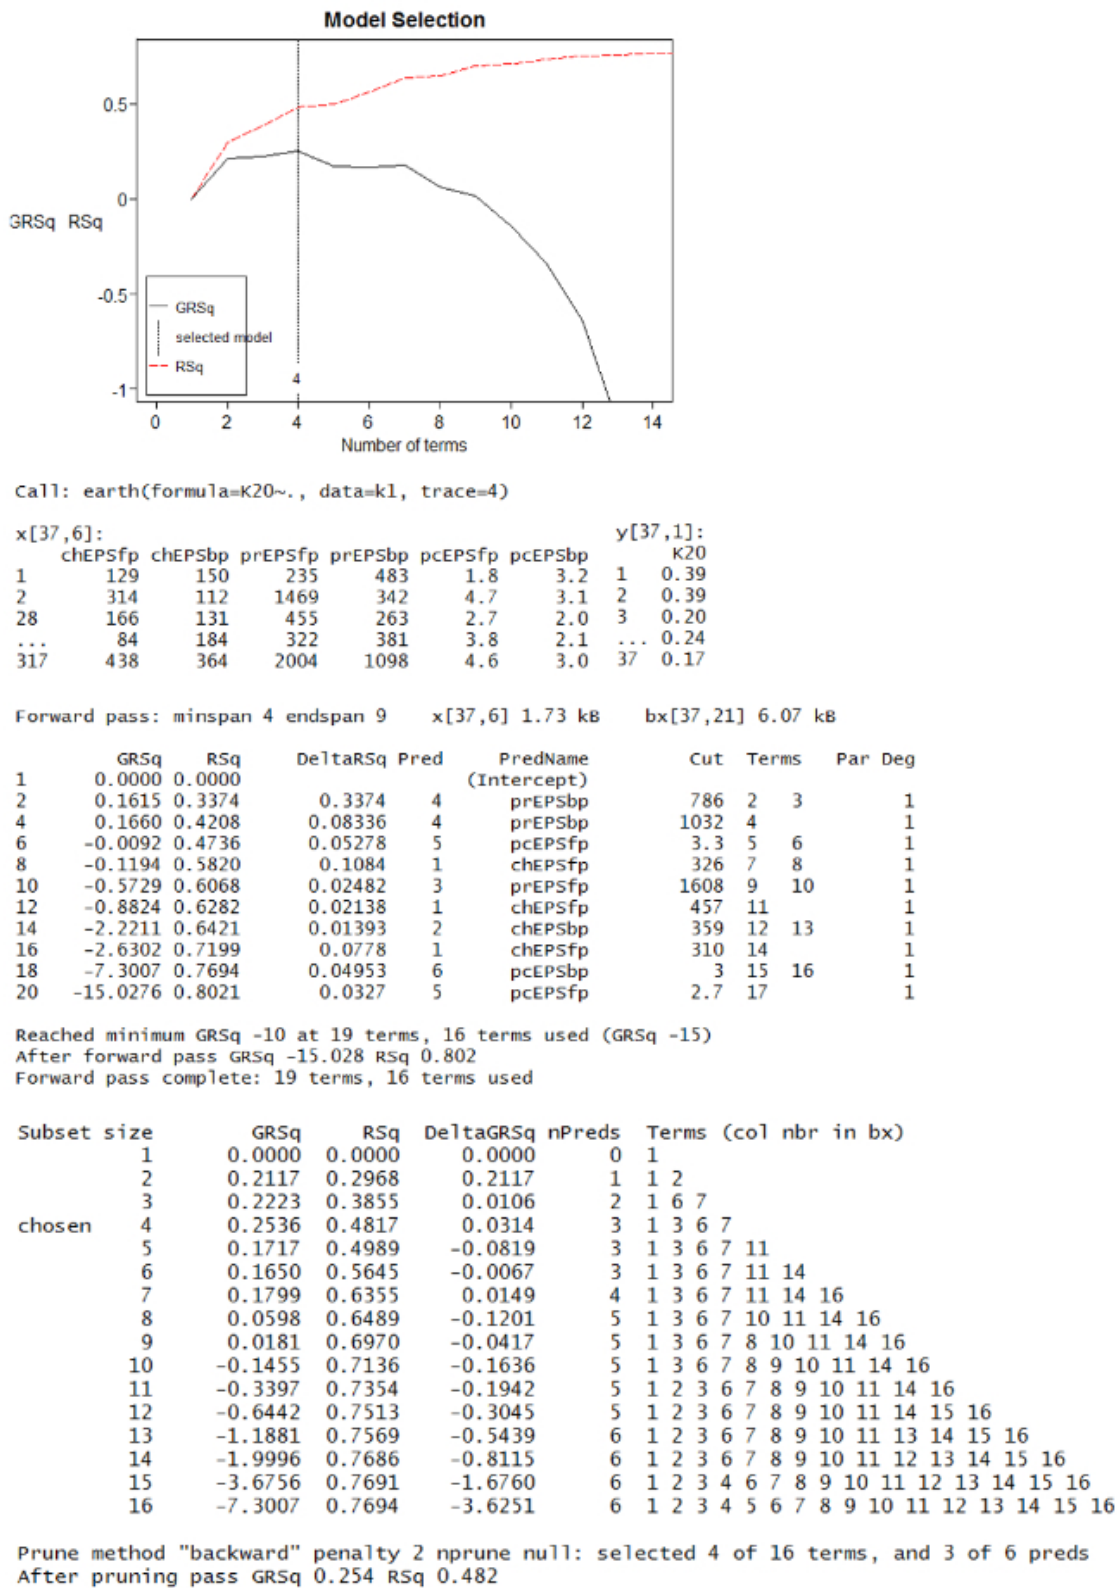 Model Selection
0.5
0
GRSq RSq
-0.5
GRSq
selected model
RSq
4
-1
0 2 4 6 8 10 12 14
Number of terms
Call: earth(formula=K20~., data=kl, trace=4)
x[37,6]: y[37,1]:
chEPSfp chEPSbp prEPSfp prEPSbp pcEPSfp pcEPSbp K20
1 129 150 235 483 1.8 3.2 1 0.39
2 314 112 1469 342 4.7 3.1 2 0.39
28 166 131 455 263 2.7 2.0 3 0.20
... 84 184 322 381 3.8 2.1 ... 0.24
317 438 364 2004 1098 4.6 3.0 37 0.17
Forward pass: minspan 4 endspan 9 x[37,6] 1.73 kB bx[37,21] 6.07 kB
GRSq RSq DeltaRSq Pred PredName Cut Terms Par Deg
1 0.0000 0.0000 (Intercept)
2 0.1615 0.3374 0.3374 4 prEPSbp 786 2 3 1
4 0.1660 0.4208 0.08336 4 prEPSbp 1032 4 1
6 -0.0092 0.4736 0.05278 5 pcEPSfp 3.3 5 6 1
8 -0.1194 0.5820 0.1084 1 chEPSfp 326 7 8 1
10 -0.5729 0.6068 0.02482 3 prEPSfp 1608 9 10 1
12 -0.8824 0.6282 0.02138 1 chEPSfp 457 11 1
14 -2.2211 0.6421 0.01393 2 chEPSbp 359 12 13 1
16 -2.6302 0.7199 0.0778 1 chEPSfp 310 14 1
18 -7.3007 0.7694 0.04953 6 pcEPSbp 3 15 16 1
20 -15.0276 0.8021 0.0327 5 pcEPSfp 2.7 17 1
Reached minimum GRSq -10 at 19 terms, 16 terms used (GRSq -15)
After forward pass GRSq -15.028 RSq 0.802
Forward pass complete: 19 terms, 16 terms used
Subset size GRSq RSq DeltaGRSq nPreds Terms (col nbr in bx)
1 0.0000 0.0000 0.0000 0 1
2 0.2117 0.2968 0.2117 1 1 2
3 0.2223 0.3855 0.0106 2 1 6 7
chosen 4 0.2536 0.4817 0.0314 3 1 3 6 7
5 0.1717 0.4989 -0.0819 3 1 3 6 7 11
6 0.1650 0.5645 -0.0067 3 1 3 6 7 11 14
7 0.1799 0.6355 0.0149 4 1 3 6 7 11 14 16
8 0.0598 0.6489 -0.1201 5 1 3 6 7 10 11 14 16
9 0.0181 0.6970 -0.0417 5 1 3 6 7 8 10 11 14 16
10 -0.1455 0.7136 -0.1636 5 1 3 6 7 8 9 10 11 14 16
11 -0.3397 0.7354 -0.1942 5 1 2 3 6 7 8 9 10 11 14 16
12 -0.6442 0.7513 -0.3045 5 1 2 3 6 7 8 9 10 11 14 15 16
13 -1.1881 0.7569 -0.5439 6 1 2 3 6 7 8 9 10 11 13 14 15 16
14 -1.9996 0.7686 -0.8115 6 1 2 3 6 7 8 9 10 11 12 13 14 15 16
15 -3.6756 0.7691 -1.6760 6 1 2 3 4 6 7 8 9 10 11 12 13 14 15 16
16 -7.3007 0.7694 -3.6251 6 1 2 3 4 5 6 7 8 9 10 11 12 13 14 15 16
Prune method "backward" penalty 2 nprune null: selected 4 of 16 terms, and 3 of 6 preds
After pruning pass GRSq 0.254 RSq 0.482